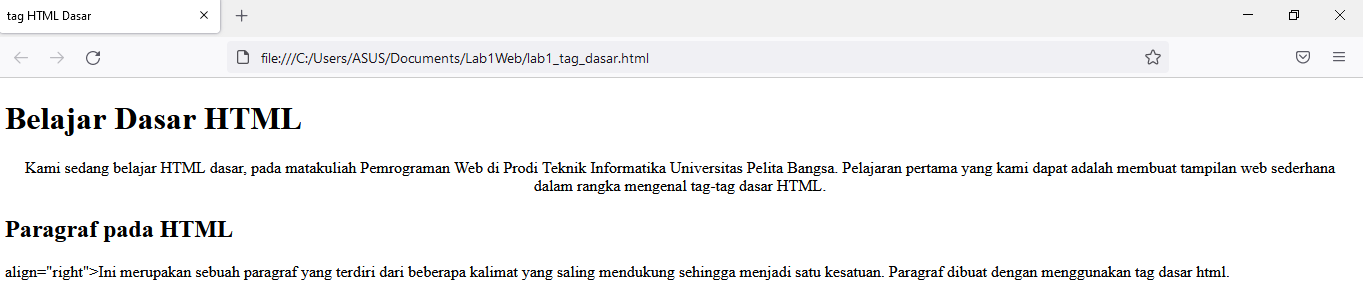 tag HTML Dasar
file:///C:/Users/ASUS/Documents/Lab1Web/lab1_tag_dasar.html
Belajar Dasar HTML
Kami sedang belajar HTML dasar, pada matakuliah Pemrograman Web di Prodi Teknik Informatika Universitas Pelita Bangsa. Pelajaran pertama yang kami dapat adalah membuat tampilan web sederhana
dalam rangka mengenal tag-tag dasar HTML.
Paragraf pada HTML
align="right">Ini merupakan sebuah paragraf yang terdiri dari beberapa kalimat yang saling mendukung sehingga menjadi satu kesatuan. Paragraf dibuat dengan menggunakan tag dasar html.